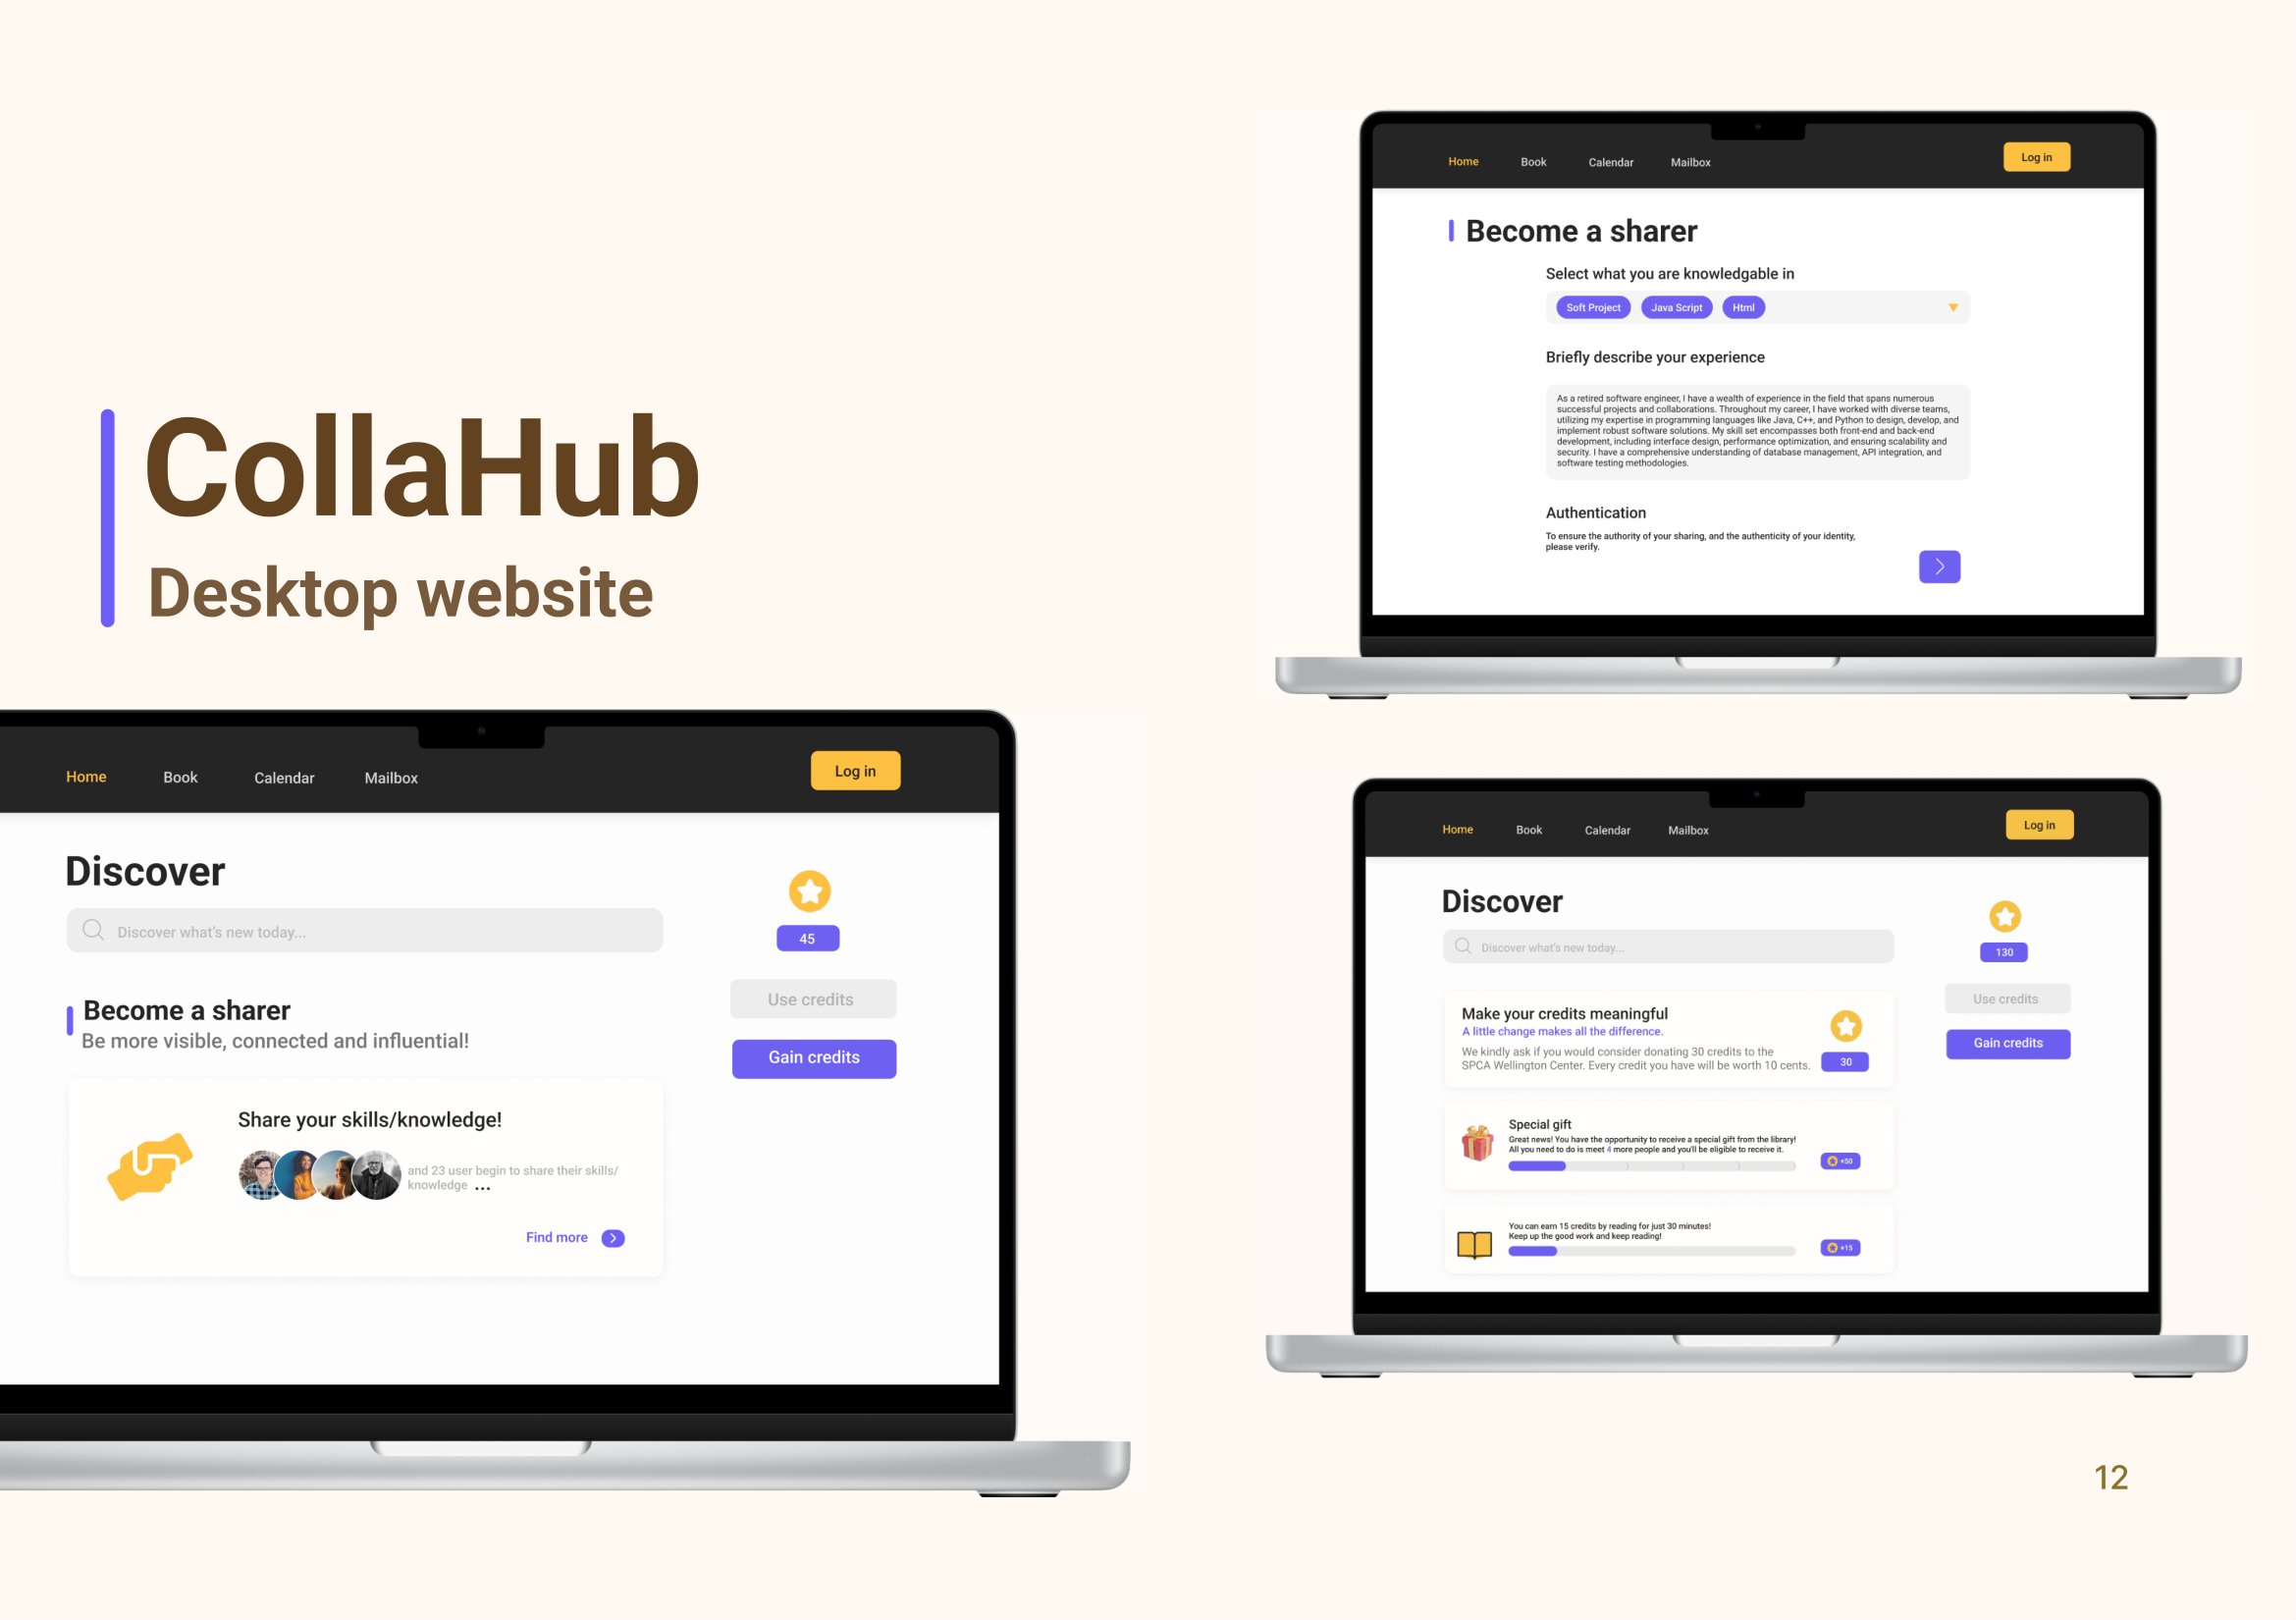 CollaHub
Desktop website
Home Book Calendar Mailbox Log in
Become a sharer
Select what you are knowledgable in
Soft Project Java Script Html
Briefly describe your experience
As a retired software engineer, I have a wealth of experience in the field that spans numerous
successful projects and collaborations. Throughout my career, I have worked with diverse teams,
utilizing my expertise in programming languages like Java, C++, and Python to design, develop, and
implement robust software solutions. My skill set encompasses both front-end and back-end
development, including interface design, performance optimization, and ensuring scalability and
security. I have a comprehensive understanding of database management, API integration, and
software testing methodologies.
Authentication
To ensure the authority of your sharing, and the authenticity of your identity,
please verify.
Home Book Calendar Mailbox Log in
Discover
Discover what's new today...
45
Use credits
Gain credits
Become a sharer
Be more visible, connected and influential!
Share your skills/knowledge!
and 23 user begin to share their skills/
knowledge ...
Find more
Home Book Calendar Mailbox Log in
Discover
Discover what's new today...
130
Use credits
Gain credits
Make your credits meaningful
A little change makes all the difference.
We kindly ask if you would consider donating 30 credits to the
SPCA Wellington Center. Every credit you have will be worth 10 cents.
30
Special gift
Great news! You have the opportunity to receive a special gift from the library!
All you need to do is meet 4 more people and you'll be eligible to receive it.
+50
You can earn 15 credits by reading for just 30 minutes!
Keep up the good work and keep reading!
+15
12